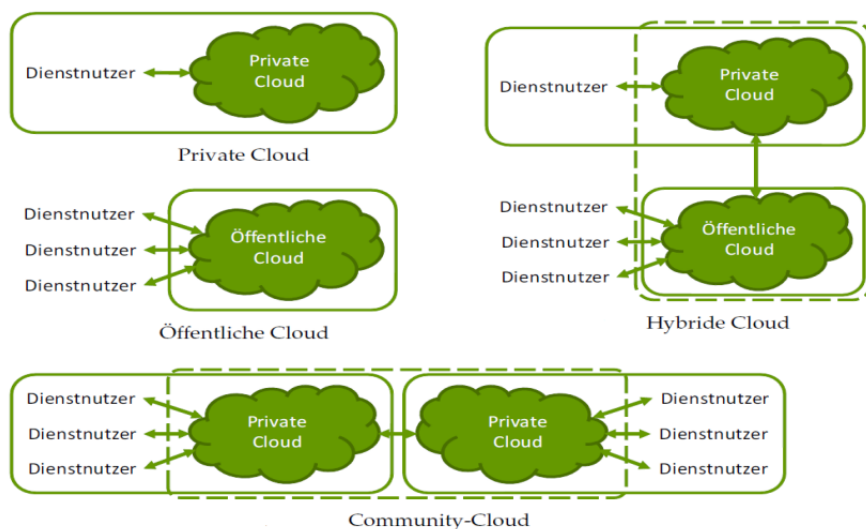 Dienstnutzer
Private
Cloud
Private Cloud
Dienstnutzer
Dienstnutzer
Dienstnutzer
Öffentliche
Cloud
Öffentliche Cloud
Dienstnutzer
Private
Cloud
Dienstnutzer
Dienstnutzer
Dienstnutzer
Öffentliche
Cloud
Hybride Cloud
Dienstnutzer
Dienstnutzer
Dienstnutzer
Private
Cloud
Private
Cloud
Dienstnutzer
Dienstnutzer
Dienstnutzer
Community-Cloud